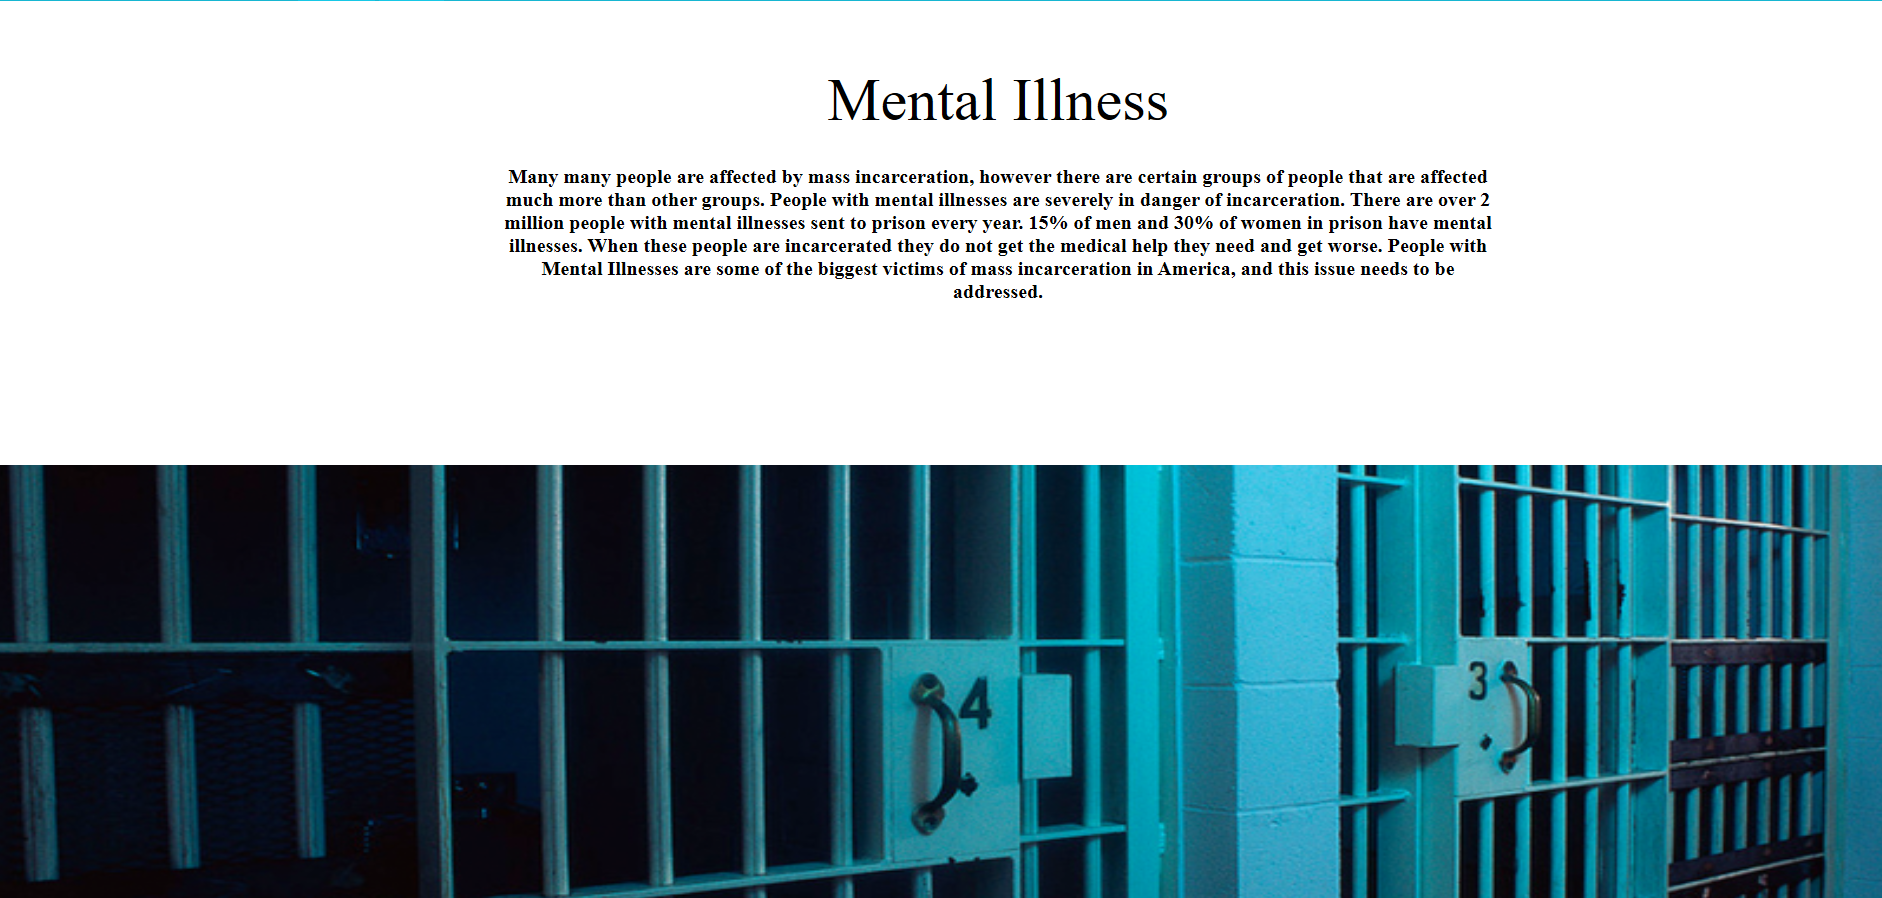 Mental Illness
Many many people are affected by mass incarceration, however there are certain groups of people that are affected
much more than other groups. People with mental illnesses are severely in danger of incarceration. There are over 2
million people with mental illnesses sent to prison every year. 15% of men and 30% of women in prison have mental
illnesses. When these people are incarcerated they do not get the medical help they need and get worse. People with
Mental Illnesses are some of the biggest victims of mass incarceration in America, and this issue needs to be
addressed.
4
3